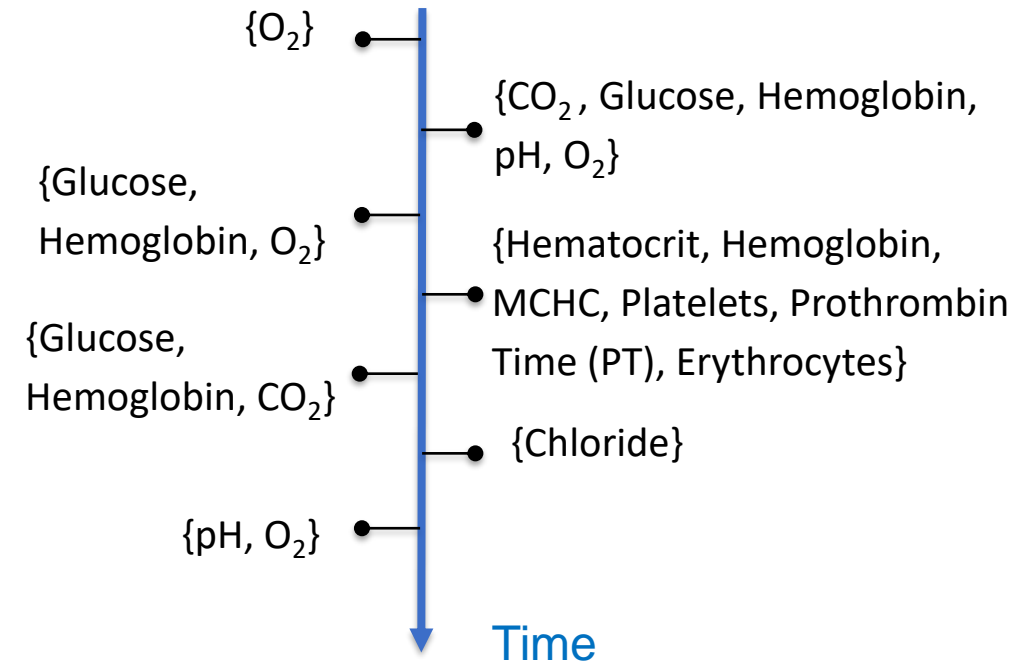 {O₂}
{CO₂, Glucose, Hemoglobin,
pH, O₂}
{Glucose,
Hemoglobin, O₂}
{Hematocrit, Hemoglobin,
MCHC, Platelets, Prothrombin
Time (PT), Erythrocytes}
{Glucose,
Hemoglobin, CO₂}
{Chloride}
{pH, O₂}
Time